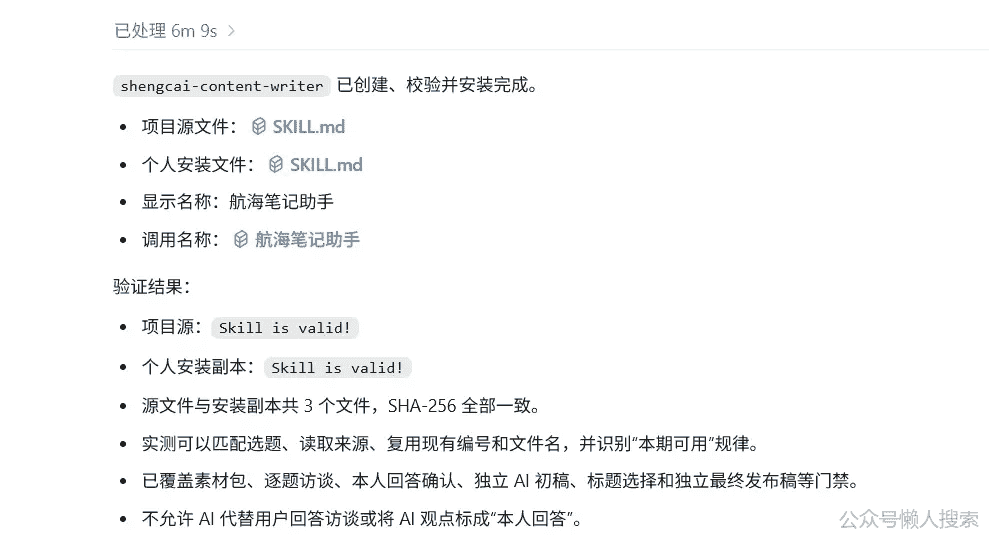 已处理 6m 9s
shengcai-content-writer 已创建、校验并安装完成。
项目源文件： SKILL.md
个人安装文件： SKILL.md
显示名称：航海笔记助手
调用名称： 航海笔记助手
验证结果：
项目源：Skill is valid!
个人安装副本：Skill is valid!
源文件与安装副本共 3 个文件，SHA-256 全部一致。
实测可以匹配选题、读取来源、复用现有编号和文件名，并识别“本期可用”规律。
已覆盖素材包、逐题访谈、本人回答确认、独立 AI 初稿、标题选择和独立最终发布稿等门禁。
不允许 AI 代替用户回答访谈或将 AI 观点标成“本人回答”。
公众号懒人搜索